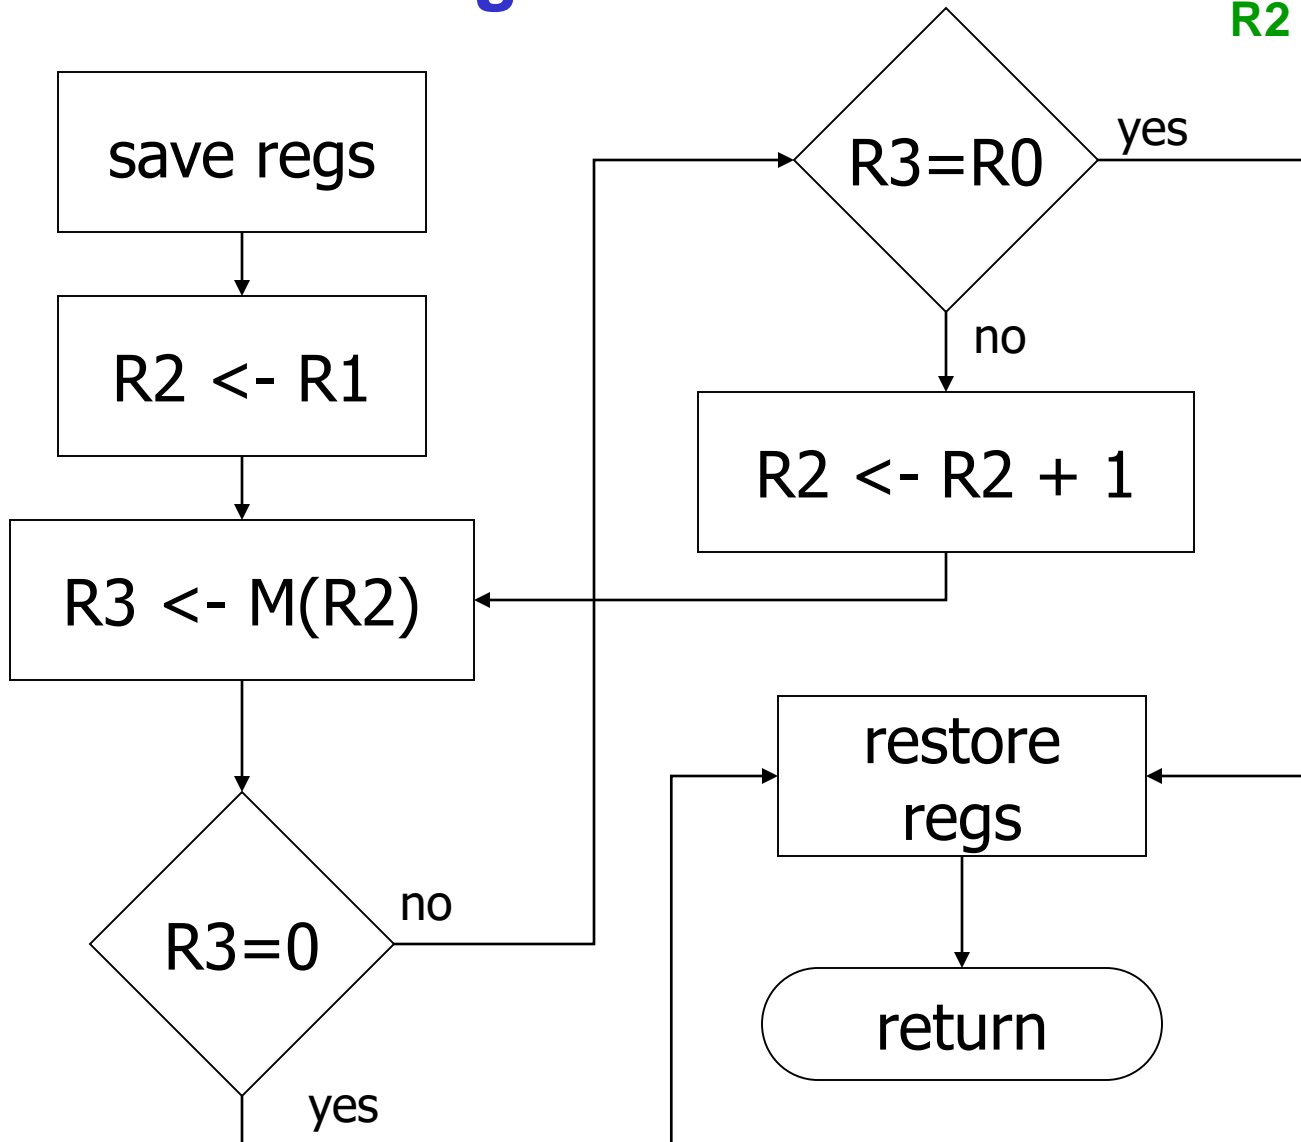 R2
save regs
R2 <- R1
R3 <- M(R2)
R3=0
no
yes
R3=R0
yes
no
R2 <- R2 + 1
restore
regs
return